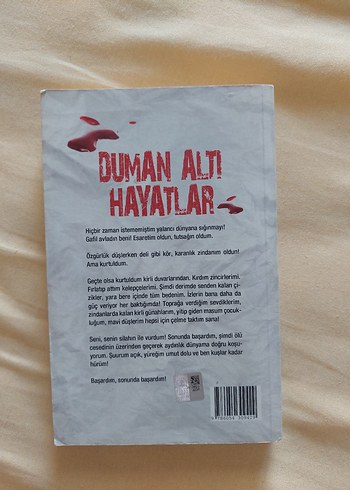 DUMAN ALTI
HAYATLAR
Hiçbir zaman istememiştim yalancı dünyana sığınmayı!
Gafil avladın beni! Esaretim oldun, tutsağın oldum.
Özgürlük düşlerken deli gibi kör, karanlık zindanım oldun!
Ama kurtuldum.
Geçte olsa kurtuldum kirli duvarlarından. Kırdım zincirlerimi.
Fırlatıp attım kelepçelerimi. Şimdi derimde senden kalan çi-
zikler, yara bere içinde tüm bedenim. İzlerin bana daha da
güç veriyor her baktığımda! Toprağa verdiğim sevdiklerim,
zindanlarda kalan kirli günahlarım, yitip giden masum çocuk-
luğum, mavi düşlerim hepsi için çelme taktım sana!
Seni, senin silahın ile vurdum! Sonunda başardım, şimdi ölü
cesedinin üzerinden geçerek aydınlık dünyama doğru koşu-
yorum. Şuurum açık, yüreğim umut dolu ve ben kuşlar kadar
hürüm!
Başardım, sonunda başardım!